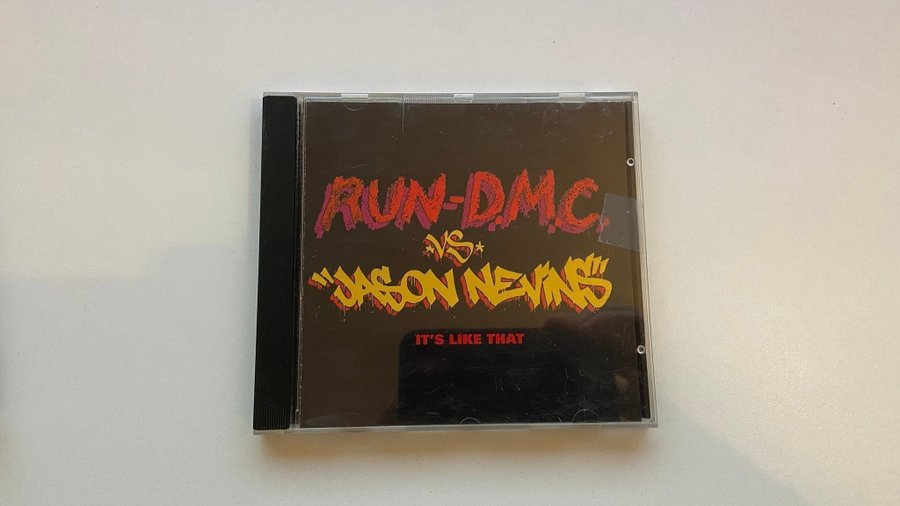 RUN-D.M.C.
VS
"JASON NEVINS"
IT'S LIKE THAT